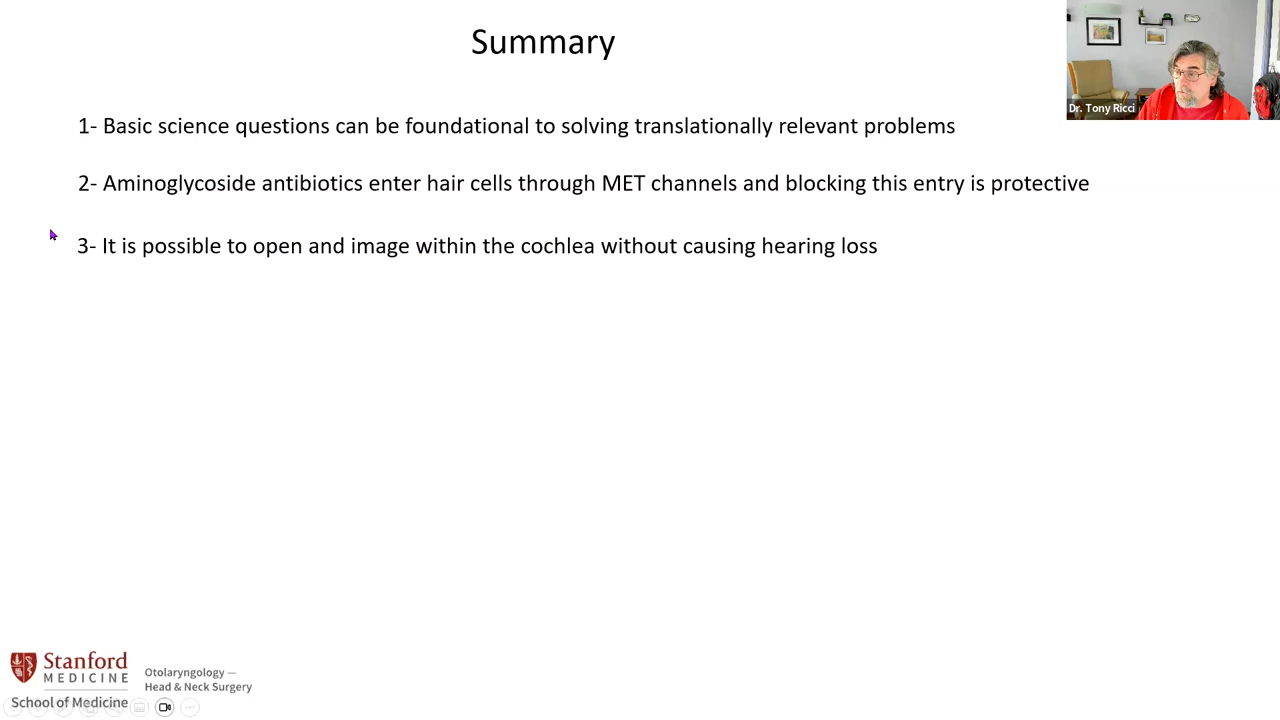 Summary
Dr. Tony Ricci
1- Basic science questions can be foundational to solving translationally relevant problems
2- Aminoglycoside antibiotics enter hair cells through MET channels and blocking this entry is protective
3- It is possible to open and image within the cochlea without causing hearing loss
Stanford
MEDICINE
School of Medicine
Otolaryngology —
Head & Neck Surgery